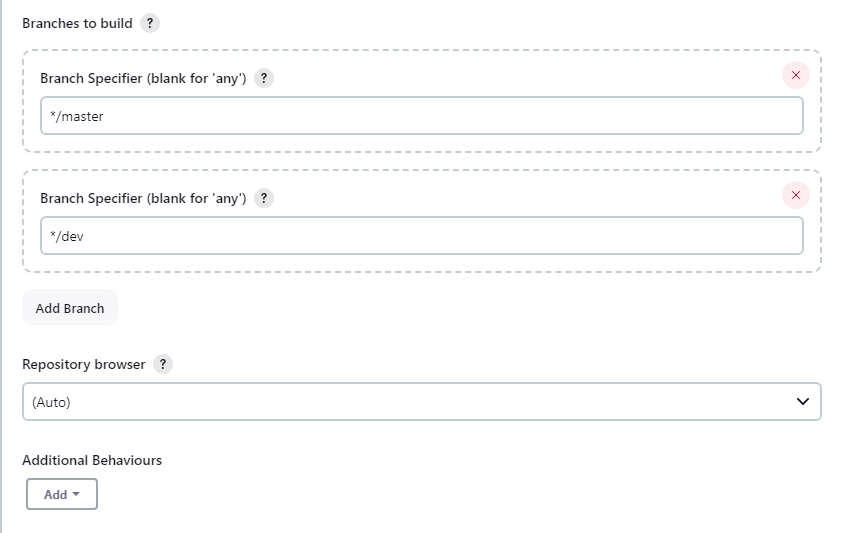 Branches to build ?
Branch Specifier (blank for 'any') ?
*/master
Branch Specifier (blank for 'any') ?
*/dev
Add Branch
Repository browser ?
(Auto)
Additional Behaviours
Add